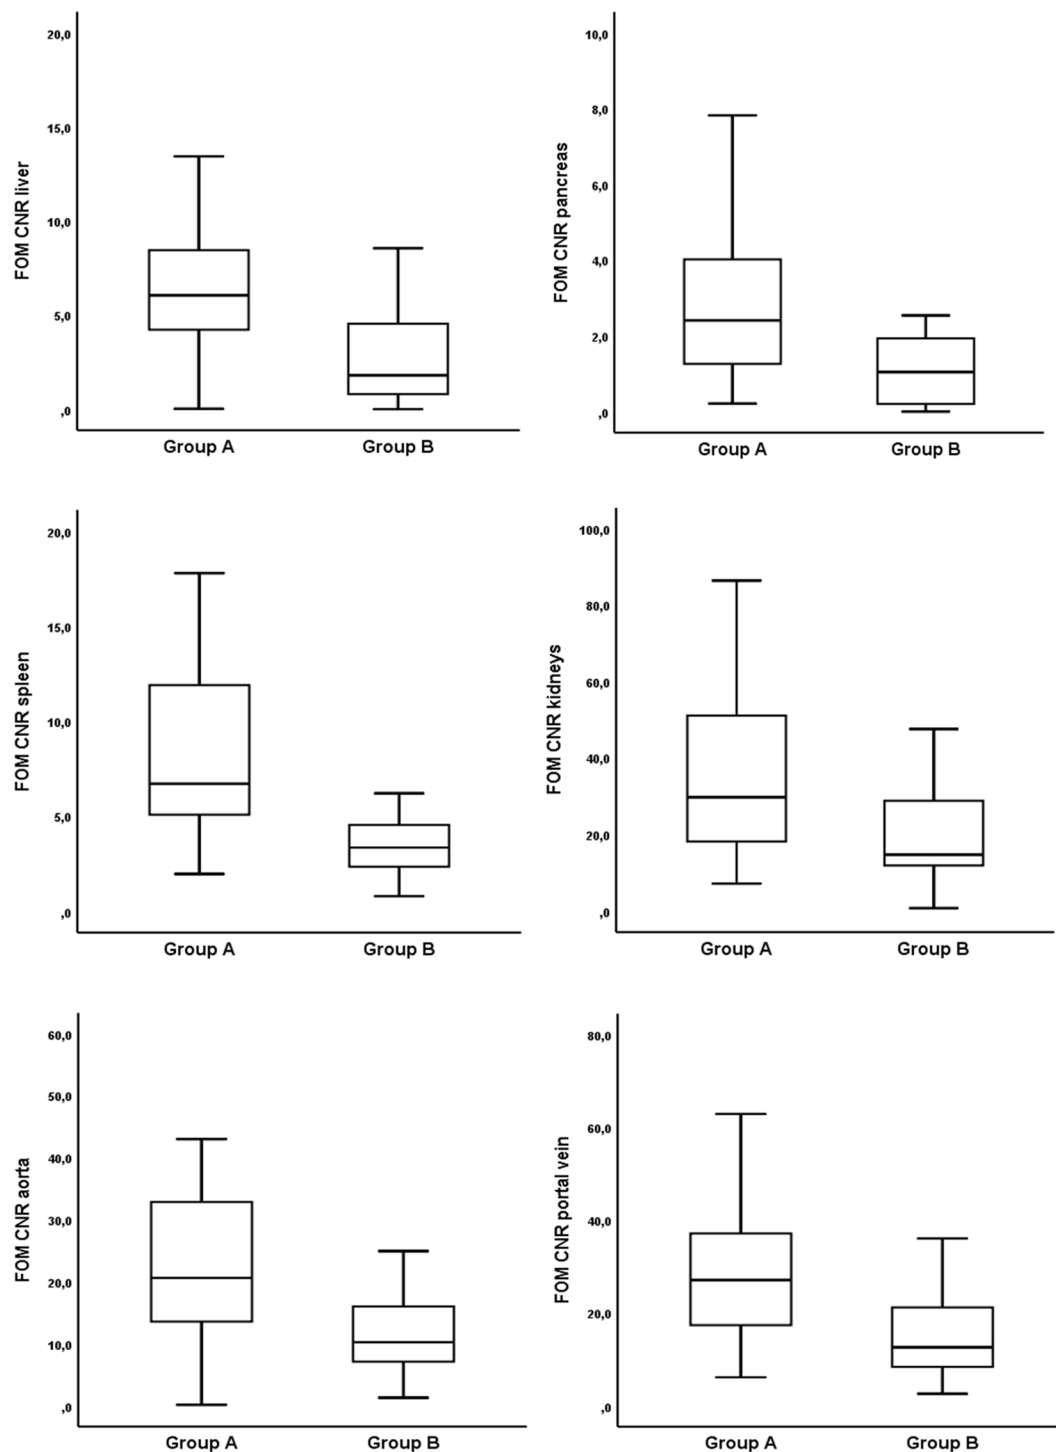 FOM CNR liver
20,0
15,0
10,0
5,0
,0
Group A Group B
FOM CNR pancreas
10,0
8,0
6,0
4,0
2,0
,0
Group A Group B
FOM CNR spleen
20,0
15,0
10,0
5,0
,0
Group A Group B
FOM CNR kidneys
100,0
80,0
60,0
40,0
20,0
,0
Group A Group B
FOM CNR aorta
60,0
50,0
40,0
30,0
20,0
10,0
,0
Group A Group B
FOM CNR portal vein
80,0
60,0
40,0
20,0
,0
Group A Group B